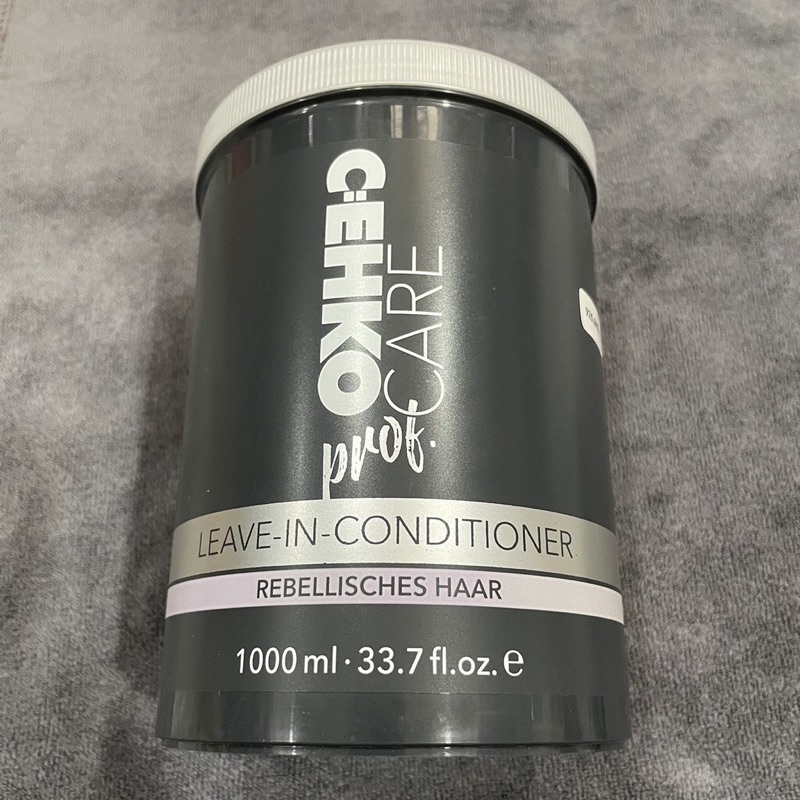 C:EHKO
prof.CARE
LEAVE-IN-CONDITIONER
REBELLISCHES HAAR
1000 ml · 33.7 fl.oz. ℮